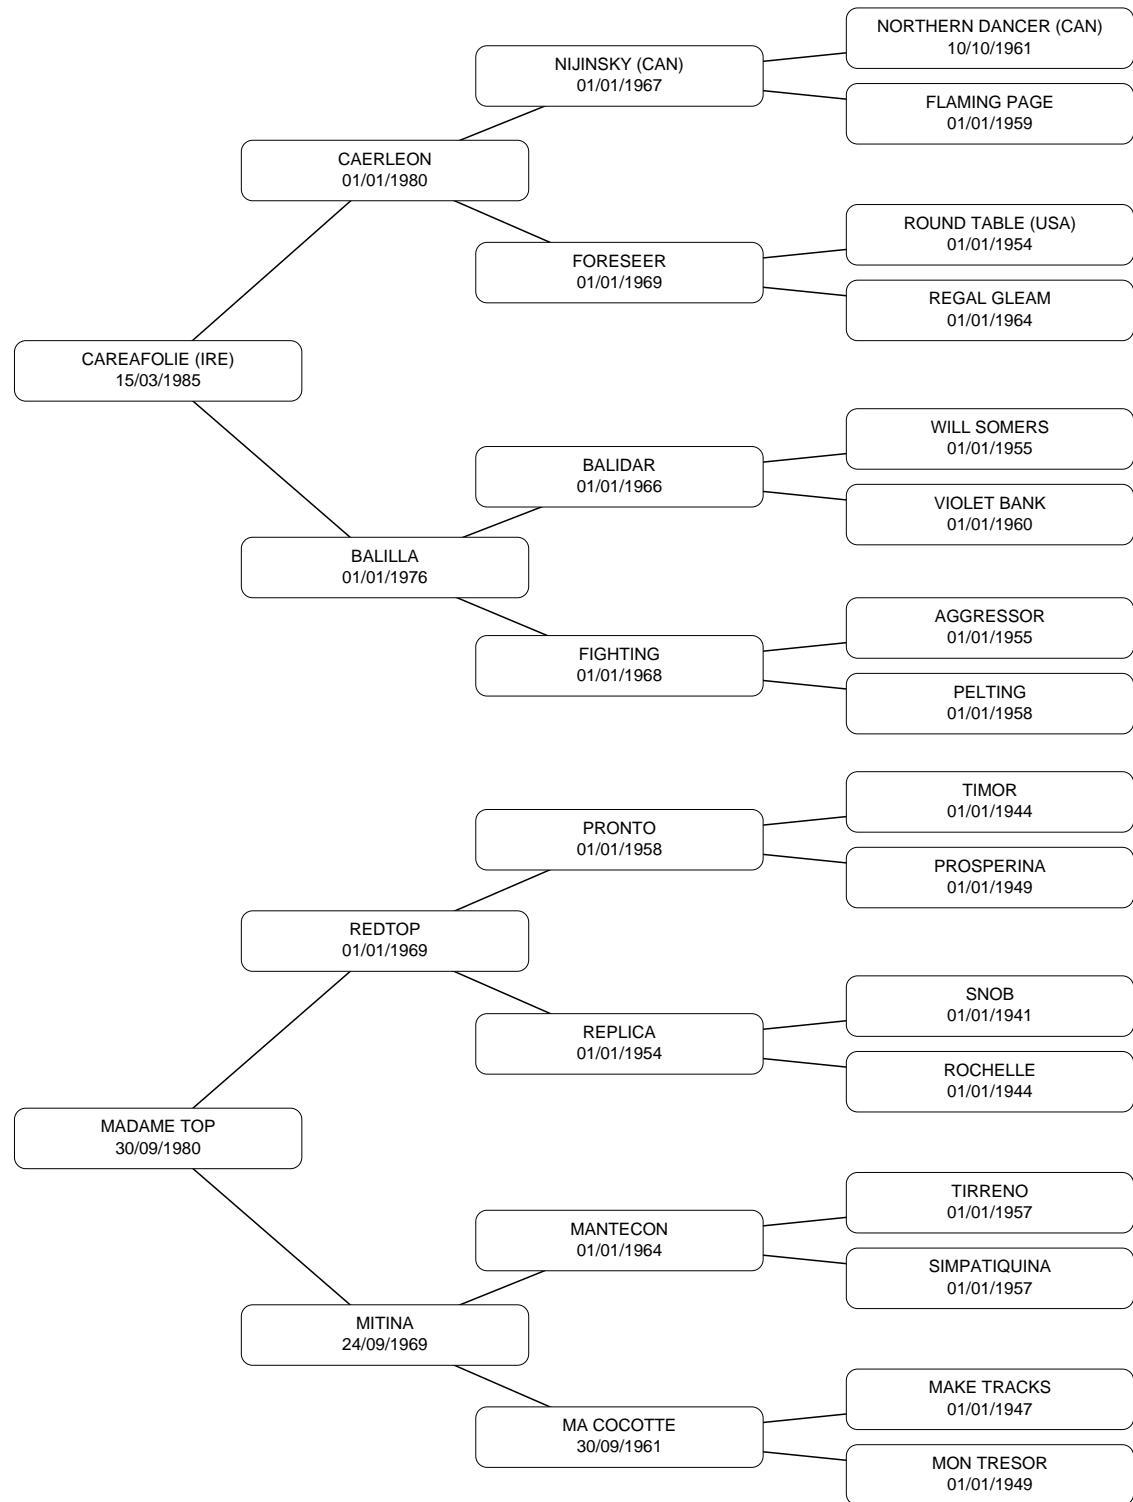 NORTHERN DANCER (CAN)
10/10/1961
NIJINSKY (CAN)
01/01/1967
FLAMING PAGE
01/01/1959
CAERLEON
01/01/1980
ROUND TABLE (USA)
01/01/1954
FORESEER
01/01/1969
REGAL GLEAM
01/01/1964
CAREAFOLIE (IRE)
15/03/1985
WILL SOMERS
01/01/1955
BALIDAR
01/01/1966
VIOLET BANK
01/01/1960
BALILLA
01/01/1976
AGGRESSOR
01/01/1955
FIGHTING
01/01/1968
PELTING
01/01/1958
TIMOR
01/01/1944
PRONTO
01/01/1958
PROSPERINA
01/01/1949
REDTOP
01/01/1969
SNOB
01/01/1941
REPLICA
01/01/1954
ROCHELLE
01/01/1944
MADAME TOP
30/09/1980
TIRRENO
01/01/1957
MANTECON
01/01/1964
SIMPATIQUINA
01/01/1957
MITINA
24/09/1969
MAKE TRACKS
01/01/1947
MA COCOTTE
30/09/1961
MON TRESOR
01/01/1949